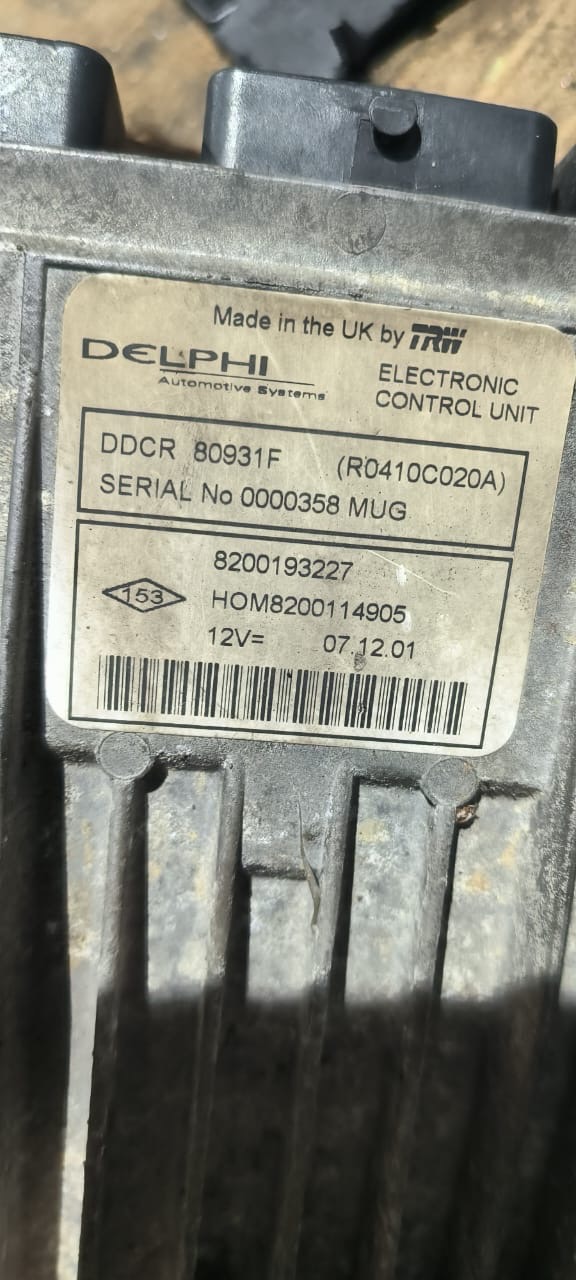 Made in the UK by TRW
DELPHI
Automotive Systems
ELECTRONIC
CONTROL UNIT
DDCR 80931F (R0410C020A)
SERIAL No 0000358 MUG
8200193227
153
HOM8200114905
12V= 07.12.01